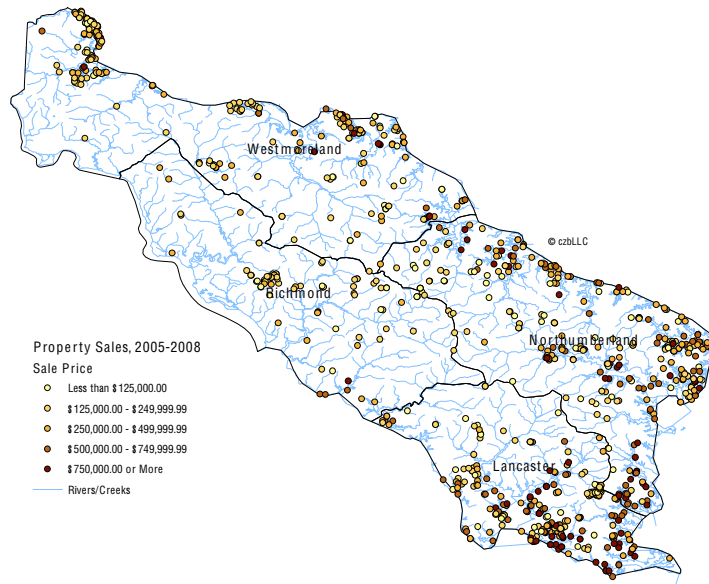 Westmoreland
© czbLLC
Richmond
Northumberland
Property Sales, 2005-2008
Sale Price
Less than $125,000.00
$125,000.00 - $249,999.99
$250,000.00 - $499,999.99
$500,000.00 - $749,999.99
$750,000.00 or More
Rivers/Creeks
Lancaster